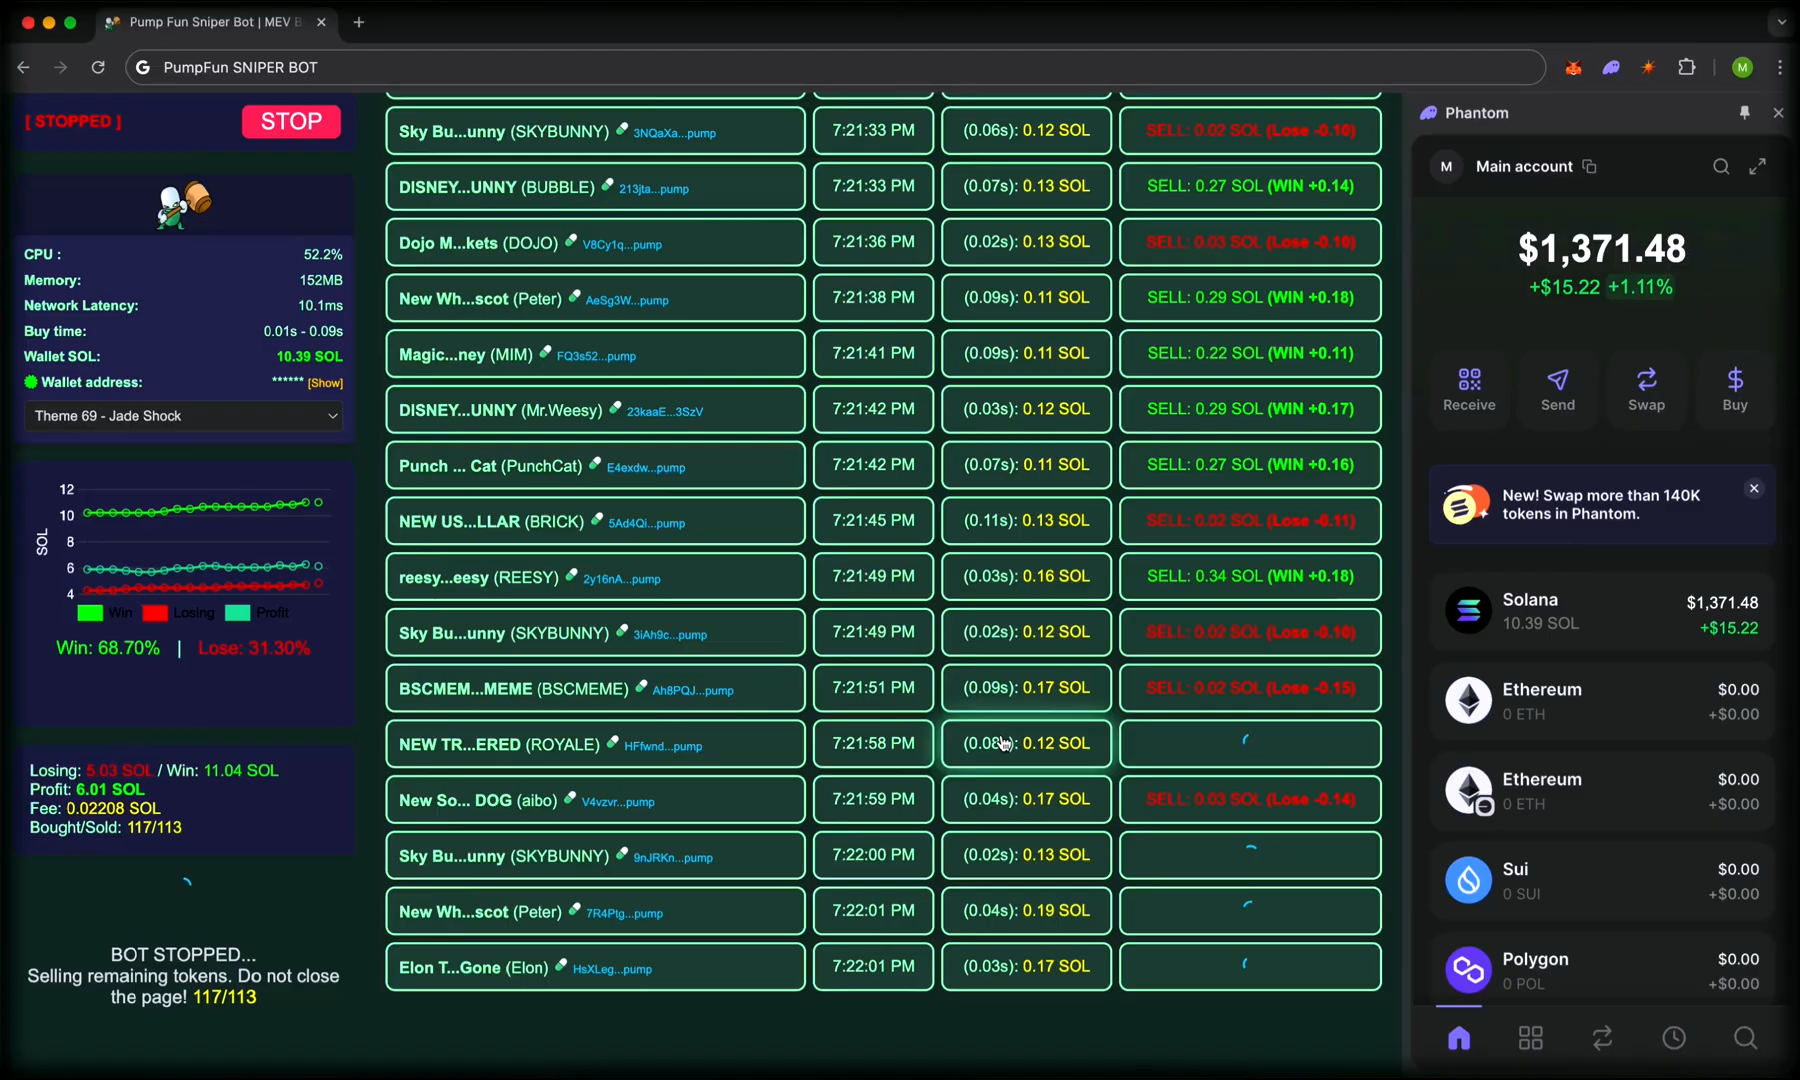 Pump Fun Sniper Bot | MEV B
PumpFun SNIPER BOT
M
[ STOPPED ]
STOP
CPU : 52.2%
Memory: 152MB
Network Latency: 10.1ms
Buy time: 0.01s - 0.09s
Wallet SOL: 10.39 SOL
Wallet address: ****** [Show]
Theme 69 - Jade Shock
SOL
12
10
8
6
4
Win Losing Profit
Win: 68.70% | Lose: 31.30%
Losing: 5.03 SOL / Win: 11.04 SOL
Profit: 6.01 SOL
Fee: 0.02208 SOL
Bought/Sold: 117/113
BOT STOPPED...
Selling remaining tokens. Do not close
the page! 117/113
Sky Bu...unny (SKYBUNNY) 3NQaXa...pump 7:21:33 PM (0.06s): 0.12 SOL SELL: 0.02 SOL (Lose -0.10)
DISNEY...UNNY (BUBBLE) 213jta...pump 7:21:33 PM (0.07s): 0.13 SOL SELL: 0.27 SOL (WIN +0.14)
Dojo M...kets (DOJO) V8Cy1q...pump 7:21:36 PM (0.02s): 0.13 SOL SELL: 0.03 SOL (Lose -0.10)
New Wh...scot (Peter) AeSg3W...pump 7:21:38 PM (0.09s): 0.11 SOL SELL: 0.29 SOL (WIN +0.18)
Magic...ney (MIM) FQ3s52...pump 7:21:41 PM (0.09s): 0.11 SOL SELL: 0.22 SOL (WIN +0.11)
DISNEY...UNNY (Mr.Weesy) 23kaaE...3SzV 7:21:42 PM (0.03s): 0.12 SOL SELL: 0.29 SOL (WIN +0.17)
Punch ... Cat (PunchCat) E4exdw...pump 7:21:42 PM (0.07s): 0.11 SOL SELL: 0.27 SOL (WIN +0.16)
NEW US...LLAR (BRICK) 5Ad4Qi...pump 7:21:45 PM (0.11s): 0.13 SOL SELL: 0.02 SOL (Lose -0.11)
reesy...eesy (REESY) 2y16nA...pump 7:21:49 PM (0.03s): 0.16 SOL SELL: 0.34 SOL (WIN +0.18)
Sky Bu...unny (SKYBUNNY) 3iAh9c...pump 7:21:49 PM (0.02s): 0.12 SOL SELL: 0.02 SOL (Lose -0.10)
BSCMEM...MEME (BSCMEME) Ah8PQJ...pump 7:21:51 PM (0.09s): 0.17 SOL SELL: 0.02 SOL (Lose -0.15)
NEW TR...ERED (ROYALE) HFfwnd...pump 7:21:58 PM (0.08s): 0.12 SOL
New So... DOG (aibo) V4vzvr...pump 7:21:59 PM (0.04s): 0.17 SOL SELL: 0.03 SOL (Lose -0.14)
Sky Bu...unny (SKYBUNNY) 9nJRKn...pump 7:22:00 PM (0.02s): 0.13 SOL
New Wh...scot (Peter) 7R4Ptg...pump 7:22:01 PM (0.04s): 0.19 SOL
Elon T...Gone (Elon) HsXLeg...pump 7:22:01 PM (0.03s): 0.17 SOL
Phantom
M Main account
$1,371.48
+$15.22 +1.11%
Receive Send Swap Buy
New! Swap more than 140K
tokens in Phantom.
Solana $1,371.48
10.39 SOL +$15.22
Ethereum $0.00
0 ETH +$0.00
Ethereum $0.00
0 ETH +$0.00
Sui $0.00
0 SUI +$0.00
Polygon $0.00
0 POL +$0.00